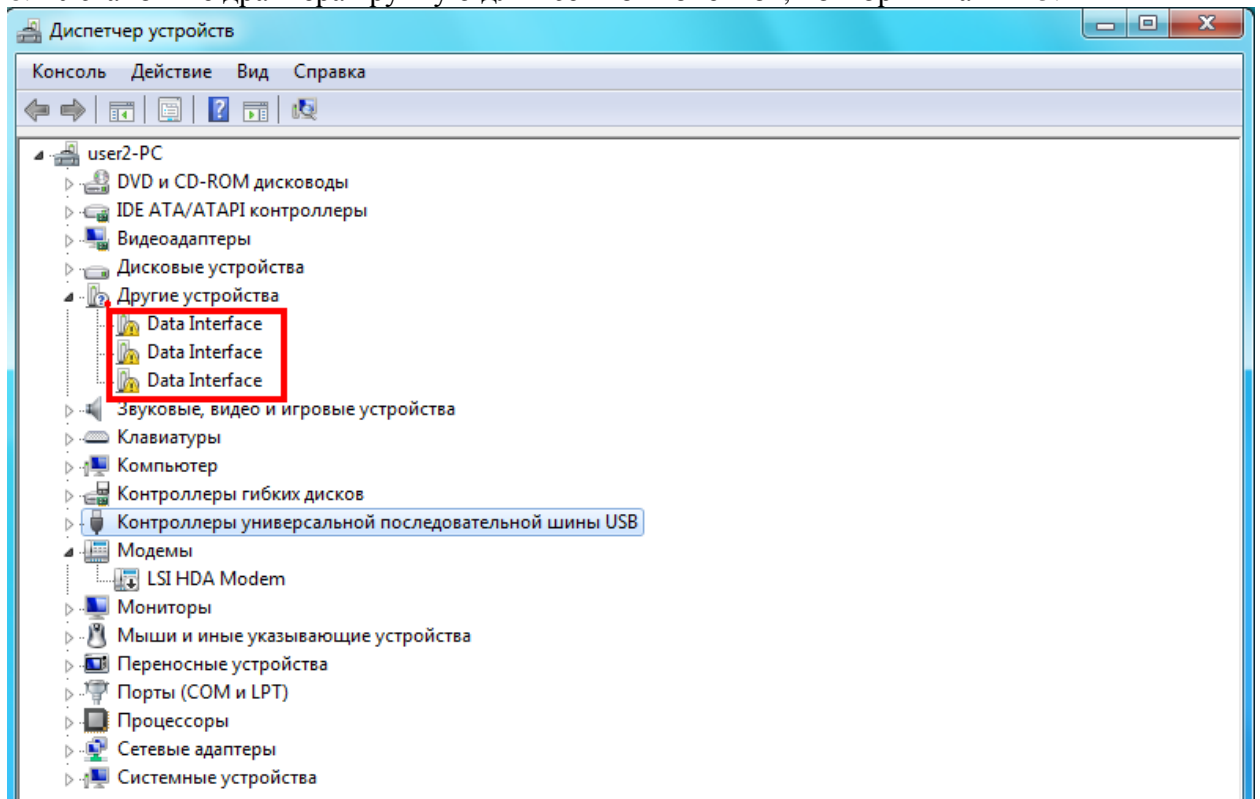 Диспетчер устройств
Консоль Действие Вид Справка
user2-PC
DVD и CD-ROM дисководы
IDE ATA/ATAPI контроллеры
Видеоадаптеры
Дисковые устройства
Другие устройства
Data Interface
Data Interface
Data Interface
Звуковые, видео и игровые устройства
Клавиатуры
Компьютер
Контроллеры гибких дисков
Контроллеры универсальной последовательной шины USB
Модемы
LSI HDA Modem
Мониторы
Мыши и иные указывающие устройства
Переносные устройства
Порты (COM и LPT)
Процессоры
Сетевые адаптеры
Системные устройства